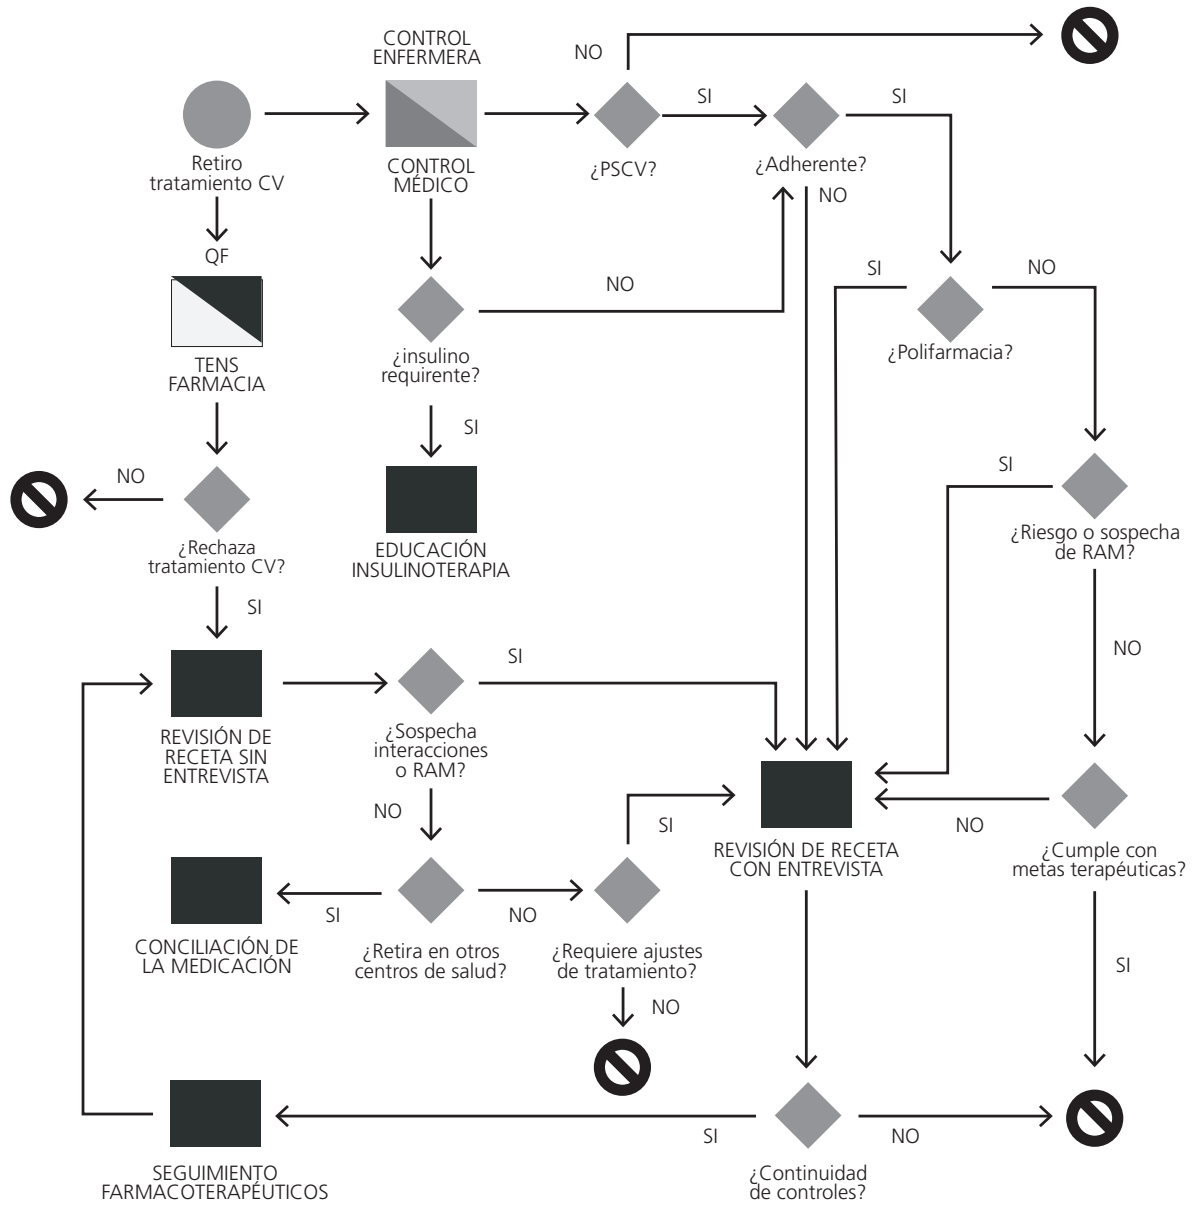 CONTROL
ENFERMERA
NO
SI
SI
Retiro
tratamiento CV
CONTROL
MÉDICO
¿PSCV?
¿Adherente?
NO
QF
SI
NO
NO
TENS
FARMACIA
¿insulino
requirente?
¿Polifarmacia?
SI
NO
SI
¿Rechaza
tratamiento CV?
EDUCACIÓN
INSULINOTERAPIA
¿Riesgo o sospecha
de RAM?
SI
SI
NO
REVISIÓN DE
RECETA SIN
ENTREVISTA
¿Sospecha
interacciones
o RAM?
NO
SI
NO
REVISIÓN DE RECETA
CON ENTREVISTA
¿Cumple con
metas terapéuticas?
SI
NO
CONCILIACIÓN DE
LA MEDICACIÓN
¿Retira en otros
centros de salud?
¿Requiere ajustes
de tratamiento?
SI
NO
SI
NO
SEGUIMIENTO
FARMACOTERAPÉUTICOS
¿Continuidad
de controles?